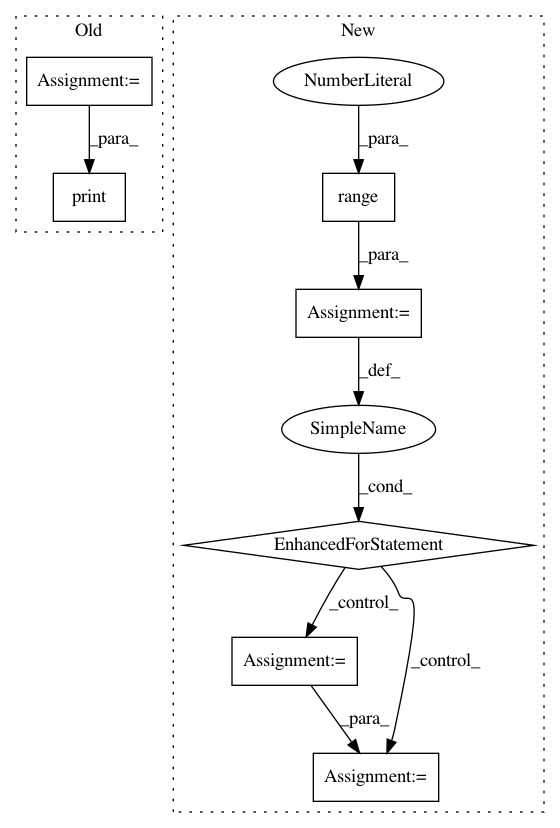 Old
New
Assignment:=
NumberLiteral
_para_
_para_
print
range
_para_
Assignment:=
_def_
SimpleName
_cond_
EnhancedForStatement
_control_
_control_
Assignment:=
_para_
Assignment:=